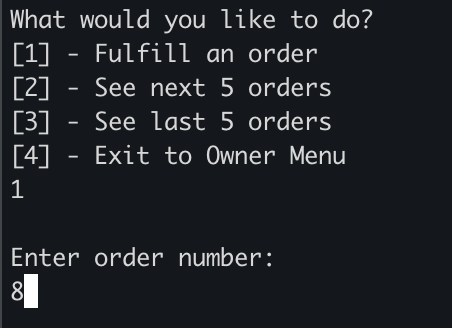 What would you like to do?
[1] - Fulfill an order
[2] - See next 5 orders
[3] - See last 5 orders
[4] - Exit to Owner Menu
1
Enter order number:
8